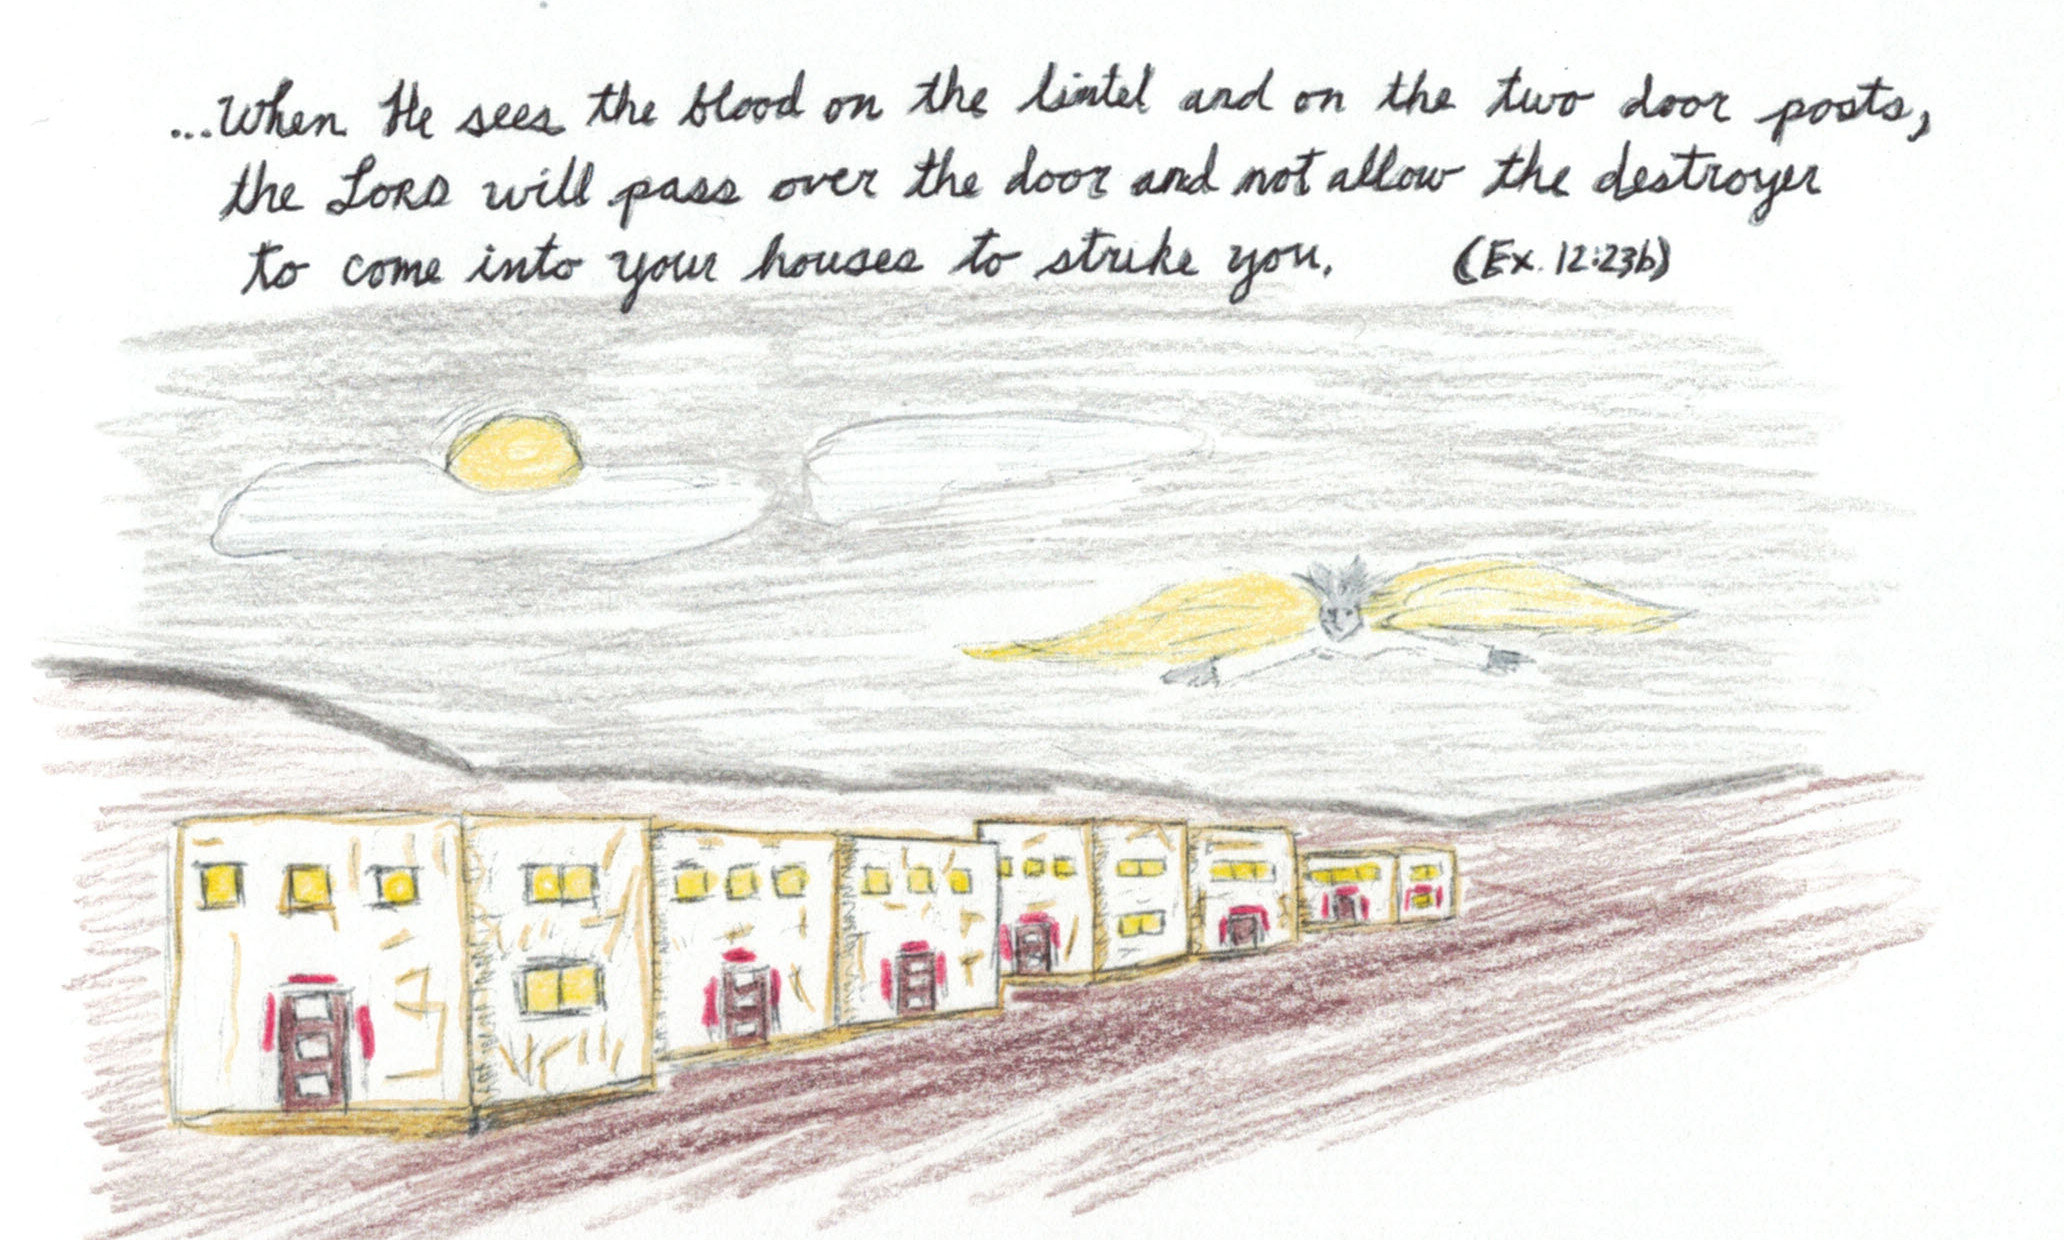 ...When He sees the blood on the lintel and on the two door posts,
the LORD will pass over the door and not allow the destroyer
to come into your houses to strike you. (Ex. 12:23b)